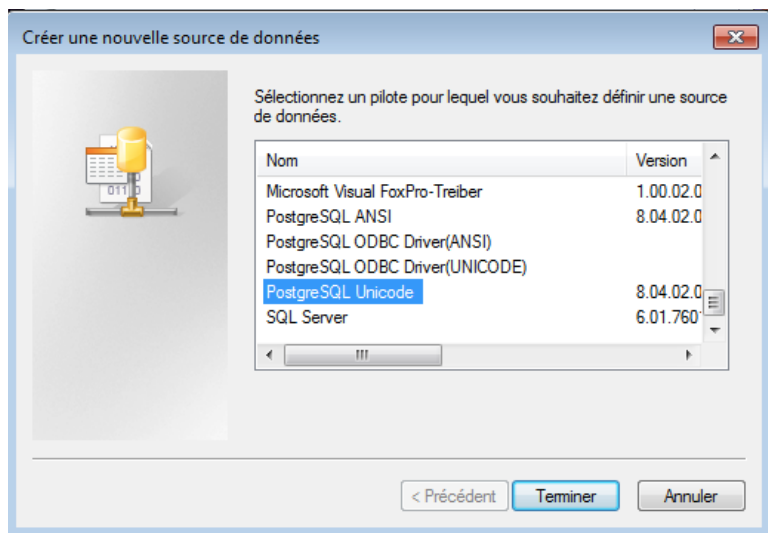 Créer une nouvelle source de données
Sélectionnez un pilote pour lequel vous souhaitez définir une source
de données.
Nom Version
Microsoft Visual FoxPro-Treiber 1.00.02.0
PostgreSQL ANSI 8.04.02.0
PostgreSQL ODBC Driver(ANSI)
PostgreSQL ODBC Driver(UNICODE)
PostgreSQL Unicode 8.04.02.0
SQL Server 6.01.760
< Précédent Terminer Annuler